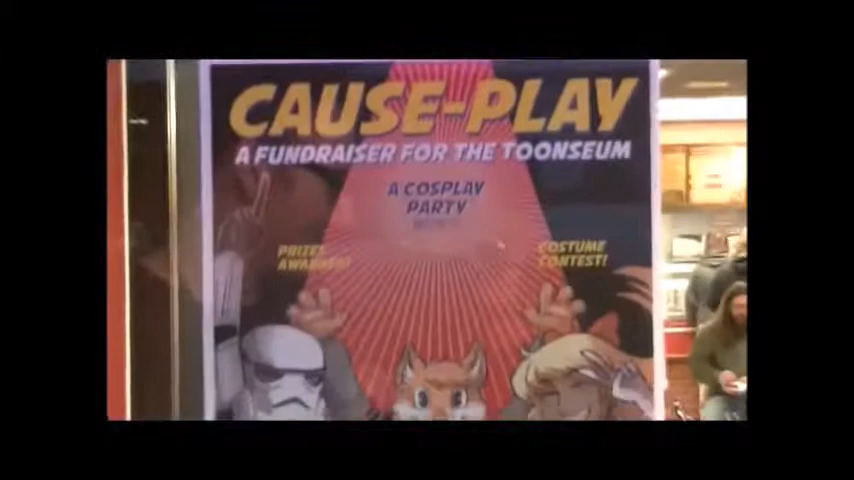 CAUSE-PLAY
A FUNDRAISER FOR THE TOONSEUM
A COSPLAY
PARTY
PRIZES
AWARDED!
COSTUME
CONTEST!